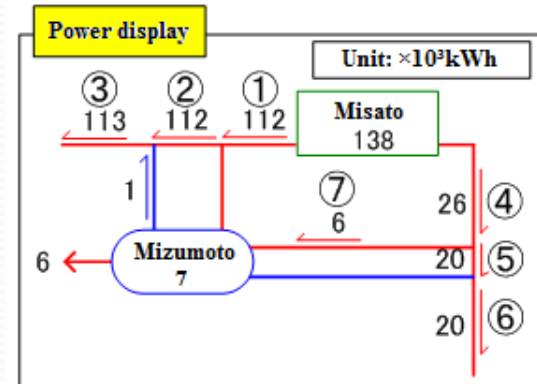 Power display
Unit: ×10³kWh
③ ② ①
113 112 112
Misato
138
⑦
6
1
26 ④
Mizumoto
7
6
20 ⑤
20 ⑥